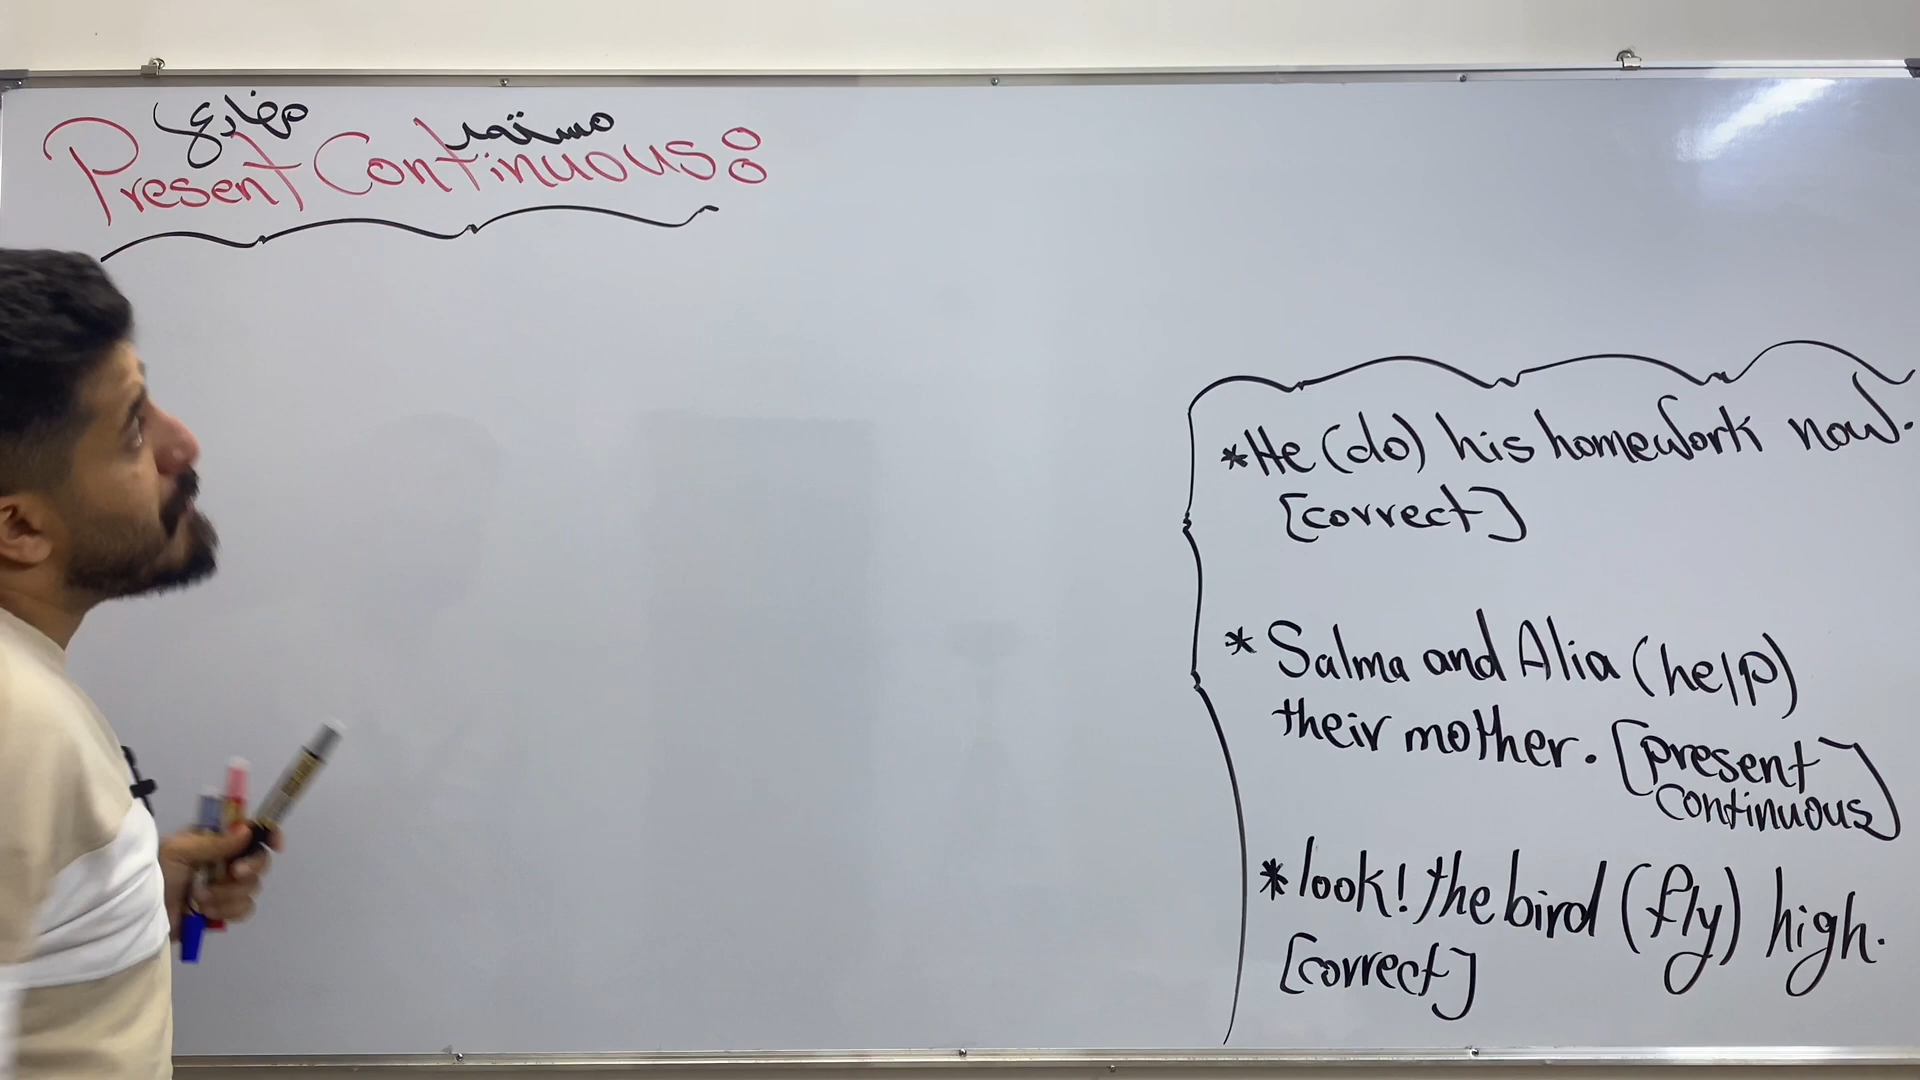 مضارع مستمر
Present Continuous:
*He (do) his homework now.
[correct]
* Salma and Alia (help)
their mother. [present
continuous]
*look! the bird (fly) high.
[correct]